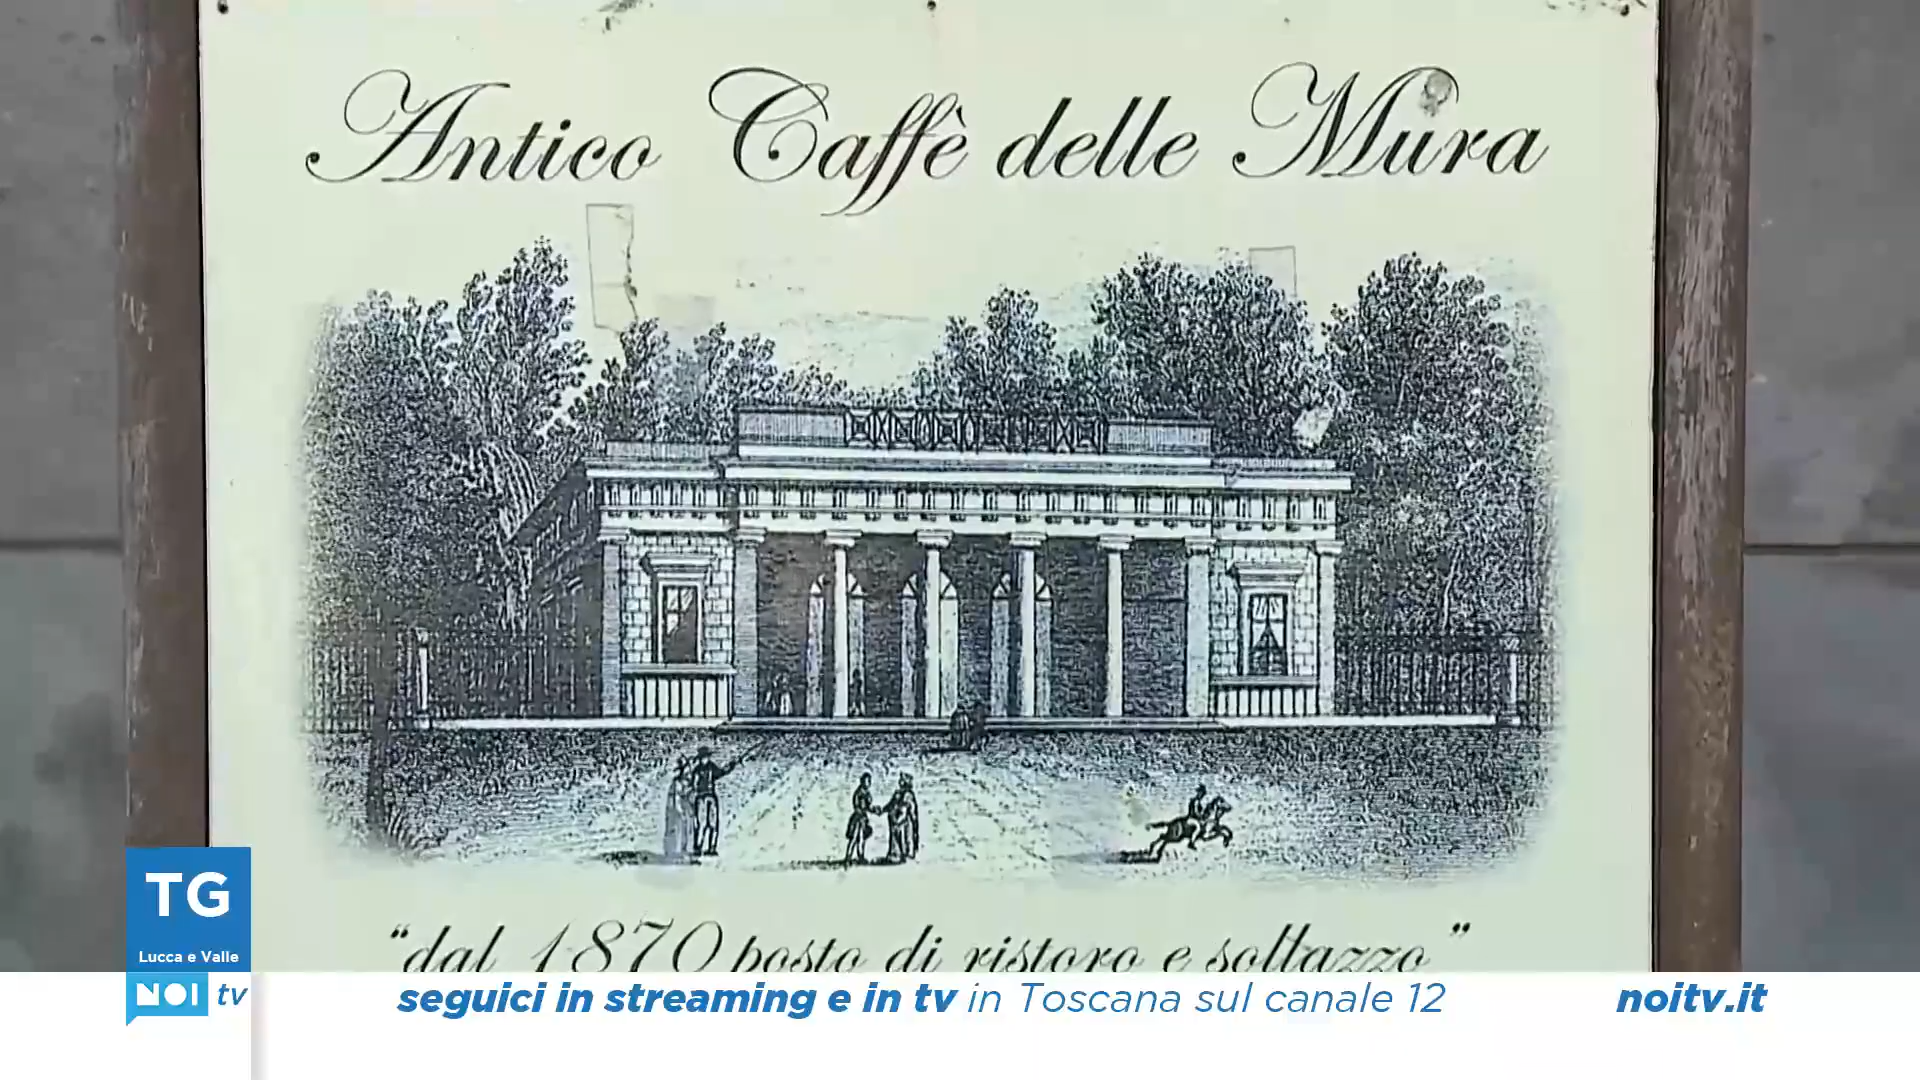 Antico Caffè delle Mura
"dal 1870 posto di ristoro e sollazzo"
TG
Lucca e Valle
NOI tv
seguici in streaming e in tv in Toscana sul canale 12
noitv.it